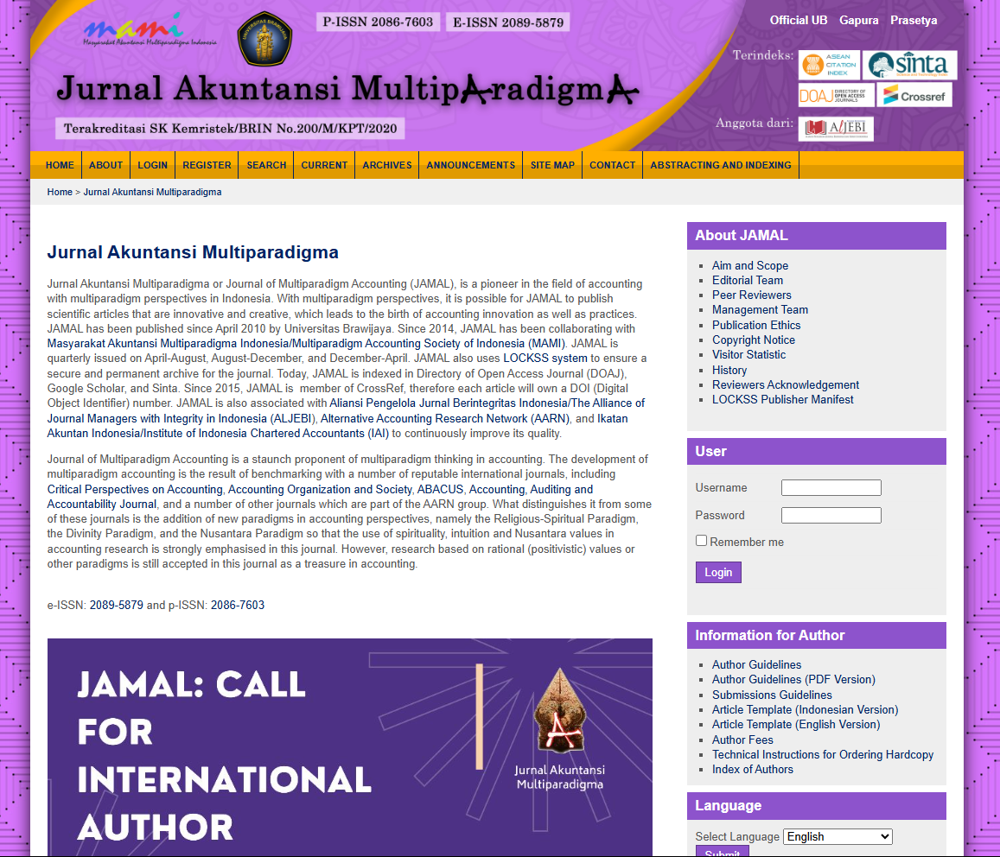 mami
Masyarakat Akuntansi Multiparadigma Indonesia
UNIVERSITAS BRAWIJAYA
P-ISSN 2086-7603
E-ISSN 2089-5879
Official UB
Gapura
Prasetya
Jurnal Akuntansi MultipAradigmA
Terakreditasi SK Kemristek/BRIN No.200/M/KPT/2020
Terindeks:
ASEAN
CITATION
INDEX
sinta
DOAJ
DIRECTORY OF
OPEN ACCESS
JOURNALS
Crossref
Anggota dari:
A/JEBI
HOME
ABOUT
LOGIN
REGISTER
SEARCH
CURRENT
ARCHIVES
ANNOUNCEMENTS
SITE MAP
CONTACT
ABSTRACTING AND INDEXING
Home > Jurnal Akuntansi Multiparadigma
Jurnal Akuntansi Multiparadigma
Jurnal Akuntansi Multiparadigma or Journal of Multiparadigm Accounting (JAMAL), is a pioneer in the field of accounting
with multiparadigm perspectives in Indonesia. With multiparadigm perspectives, it is possible for JAMAL to publish
scientific articles that are innovative and creative, which leads to the birth of accounting innovation as well as practices.
JAMAL has been published since April 2010 by Universitas Brawijaya. Since 2014, JAMAL has been collaborating with
Masyarakat Akuntansi Multiparadigma Indonesia/Multiparadigm Accounting Society of Indonesia (MAMI). JAMAL is
quarterly issued on April-August, August-December, and December-April. JAMAL also uses LOCKSS system to ensure a
secure and permanent archive for the journal. Today, JAMAL is indexed in Directory of Open Access Journal (DOAJ),
Google Scholar, and Sinta. Since 2015, JAMAL is member of CrossRef, therefore each article will own a DOI (Digital
Object Identifier) number. JAMAL is also associated with Aliansi Pengelola Jurnal Berintegritas Indonesia/The Alliance of
Journal Managers with Integrity in Indonesia (ALJEBI), Alternative Accounting Research Network (AARN), and Ikatan
Akuntan Indonesia/Institute of Indonesia Chartered Accountants (IAI) to continuously improve its quality.
Journal of Multiparadigm Accounting is a staunch proponent of multiparadigm thinking in accounting. The development of
multiparadigm accounting is the result of benchmarking with a number of reputable international journals, including
Critical Perspectives on Accounting, Accounting Organization and Society, ABACUS, Accounting, Auditing and
Accountability Journal, and a number of other journals which are part of the AARN group. What distinguishes it from some
of these journals is the addition of new paradigms in accounting perspectives, namely the Religious-Spiritual Paradigm,
the Divinity Paradigm, and the Nusantara Paradigm so that the use of spirituality, intuition and Nusantara values in
accounting research is strongly emphasised in this journal. However, research based on rational (positivistic) values or
other paradigms is still accepted in this journal as a treasure in accounting.
e-ISSN: 2089-5879 and p-ISSN: 2086-7603
JAMAL: CALL
FOR
INTERNATIONAL
AUTHOR
Jurnal Akuntansi
Multiparadigma
About JAMAL
Aim and Scope
Editorial Team
Peer Reviewers
Management Team
Publication Ethics
Copyright Notice
Visitor Statistic
History
Reviewers Acknowledgement
LOCKSS Publisher Manifest
User
Username
Password
Remember me
Login
Information for Author
Author Guidelines
Author Guidelines (PDF Version)
Submissions Guidelines
Article Template (Indonesian Version)
Article Template (English Version)
Author Fees
Technical Instructions for Ordering Hardcopy
Index of Authors
Language
Select Language English
Submit